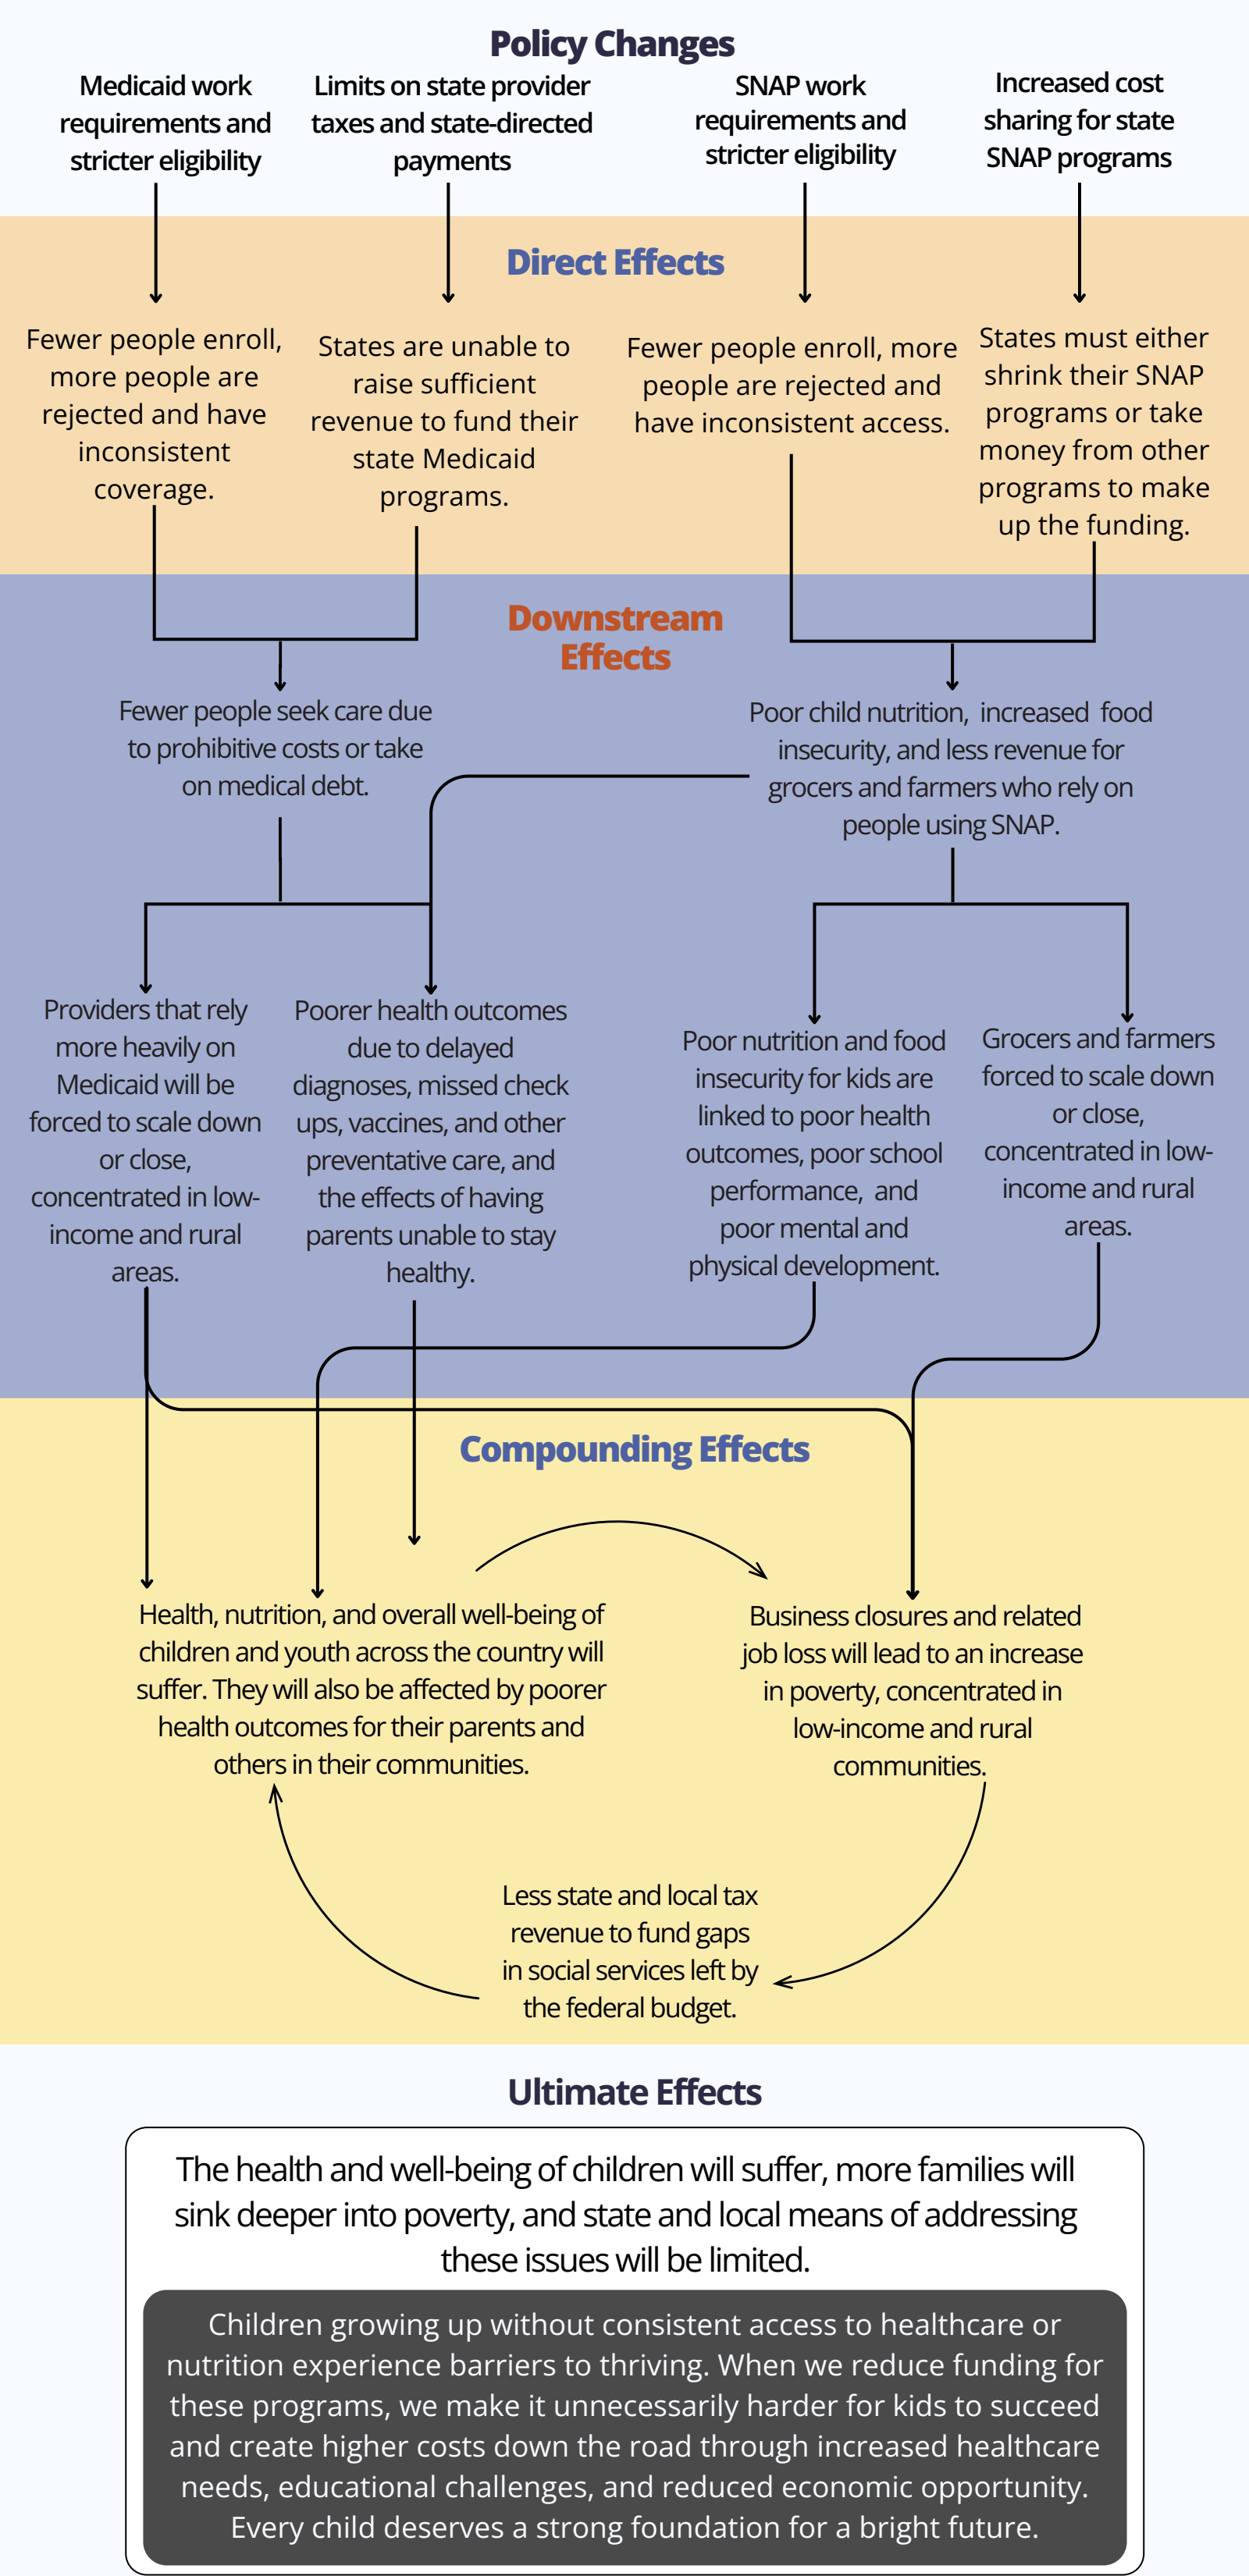 Policy Changes
Medicaid work
requirements and
stricter eligibility
Limits on state provider
taxes and state-directed
payments
SNAP work
requirements and
stricter eligibility
Increased cost
sharing for state
SNAP programs
Direct Effects
Fewer people enroll,
more people are
rejected and have
inconsistent
coverage.
States are unable to
raise sufficient
revenue to fund their
state Medicaid
programs.
Fewer people enroll, more
people are rejected and
have inconsistent access.
States must either
shrink their SNAP
programs or take
money from other
programs to make
up the funding.
Downstream
Effects
Fewer people seek care due
to prohibitive costs or take
on medical debt.
Poor child nutrition, increased food
insecurity, and less revenue for
grocers and farmers who rely on
people using SNAP.
Providers that rely
more heavily on
Medicaid will be
forced to scale down
or close,
concentrated in low-
income and rural
areas.
Poorer health outcomes
due to delayed
diagnoses, missed check
ups, vaccines, and other
preventative care, and
the effects of having
parents unable to stay
healthy.
Poor nutrition and food
insecurity for kids are
linked to poor health
outcomes, poor school
performance, and
poor mental and
physical development.
Grocers and farmers
forced to scale down
or close,
concentrated in low-
income and rural
areas.
Compounding Effects
Health, nutrition, and overall well-being of
children and youth across the country will
suffer. They will also be affected by poorer
health outcomes for their parents and
others in their communities.
Business closures and related
job loss will lead to an increase
in poverty, concentrated in
low-income and rural
communities.
Less state and local tax
revenue to fund gaps
in social services left by
the federal budget.
Ultimate Effects
The health and well-being of children will suffer, more families will
sink deeper into poverty, and state and local means of addressing
these issues will be limited.
Children growing up without consistent access to healthcare or
nutrition experience barriers to thriving. When we reduce funding for
these programs, we make it unnecessarily harder for kids to succeed
and create higher costs down the road through increased healthcare
needs, educational challenges, and reduced economic opportunity.
Every child deserves a strong foundation for a bright future.